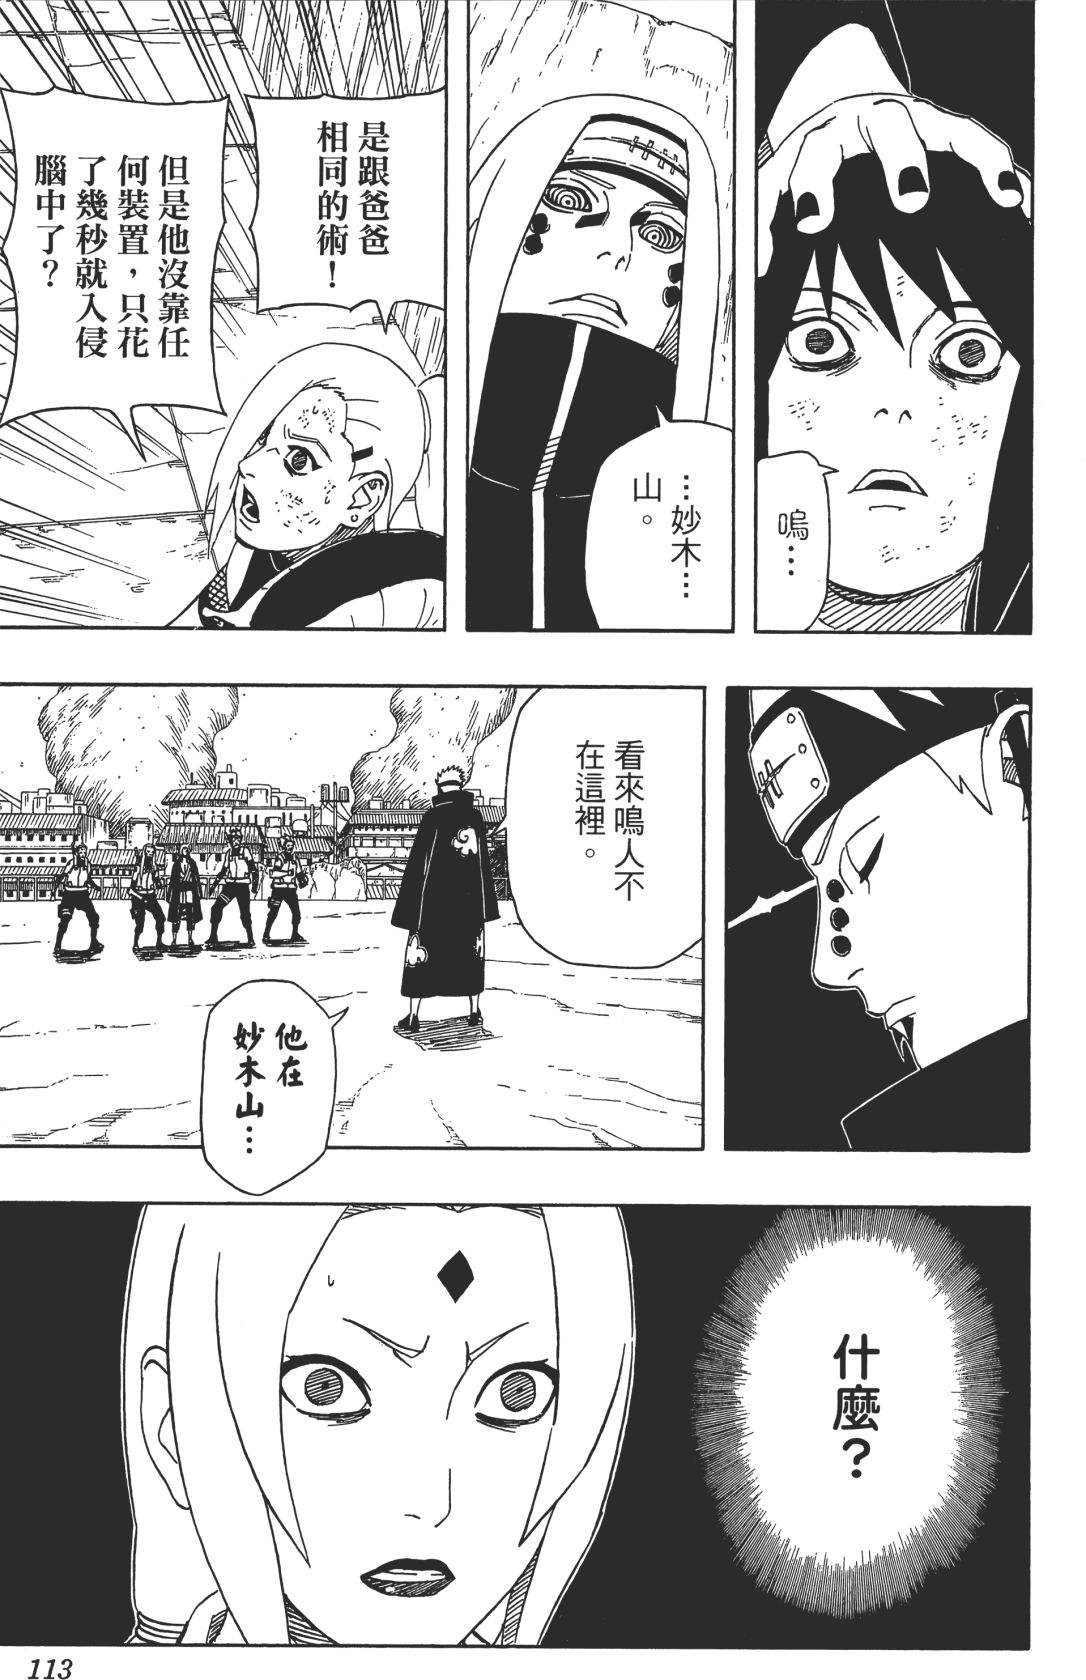 嗚…
…妙木…
山。
是跟爸爸
相同的術！
但是他沒靠任
何裝置，只花
了幾秒就入侵
腦中了？
看來鳴人不
在這裡。
他在
妙木山…
什麼？
113